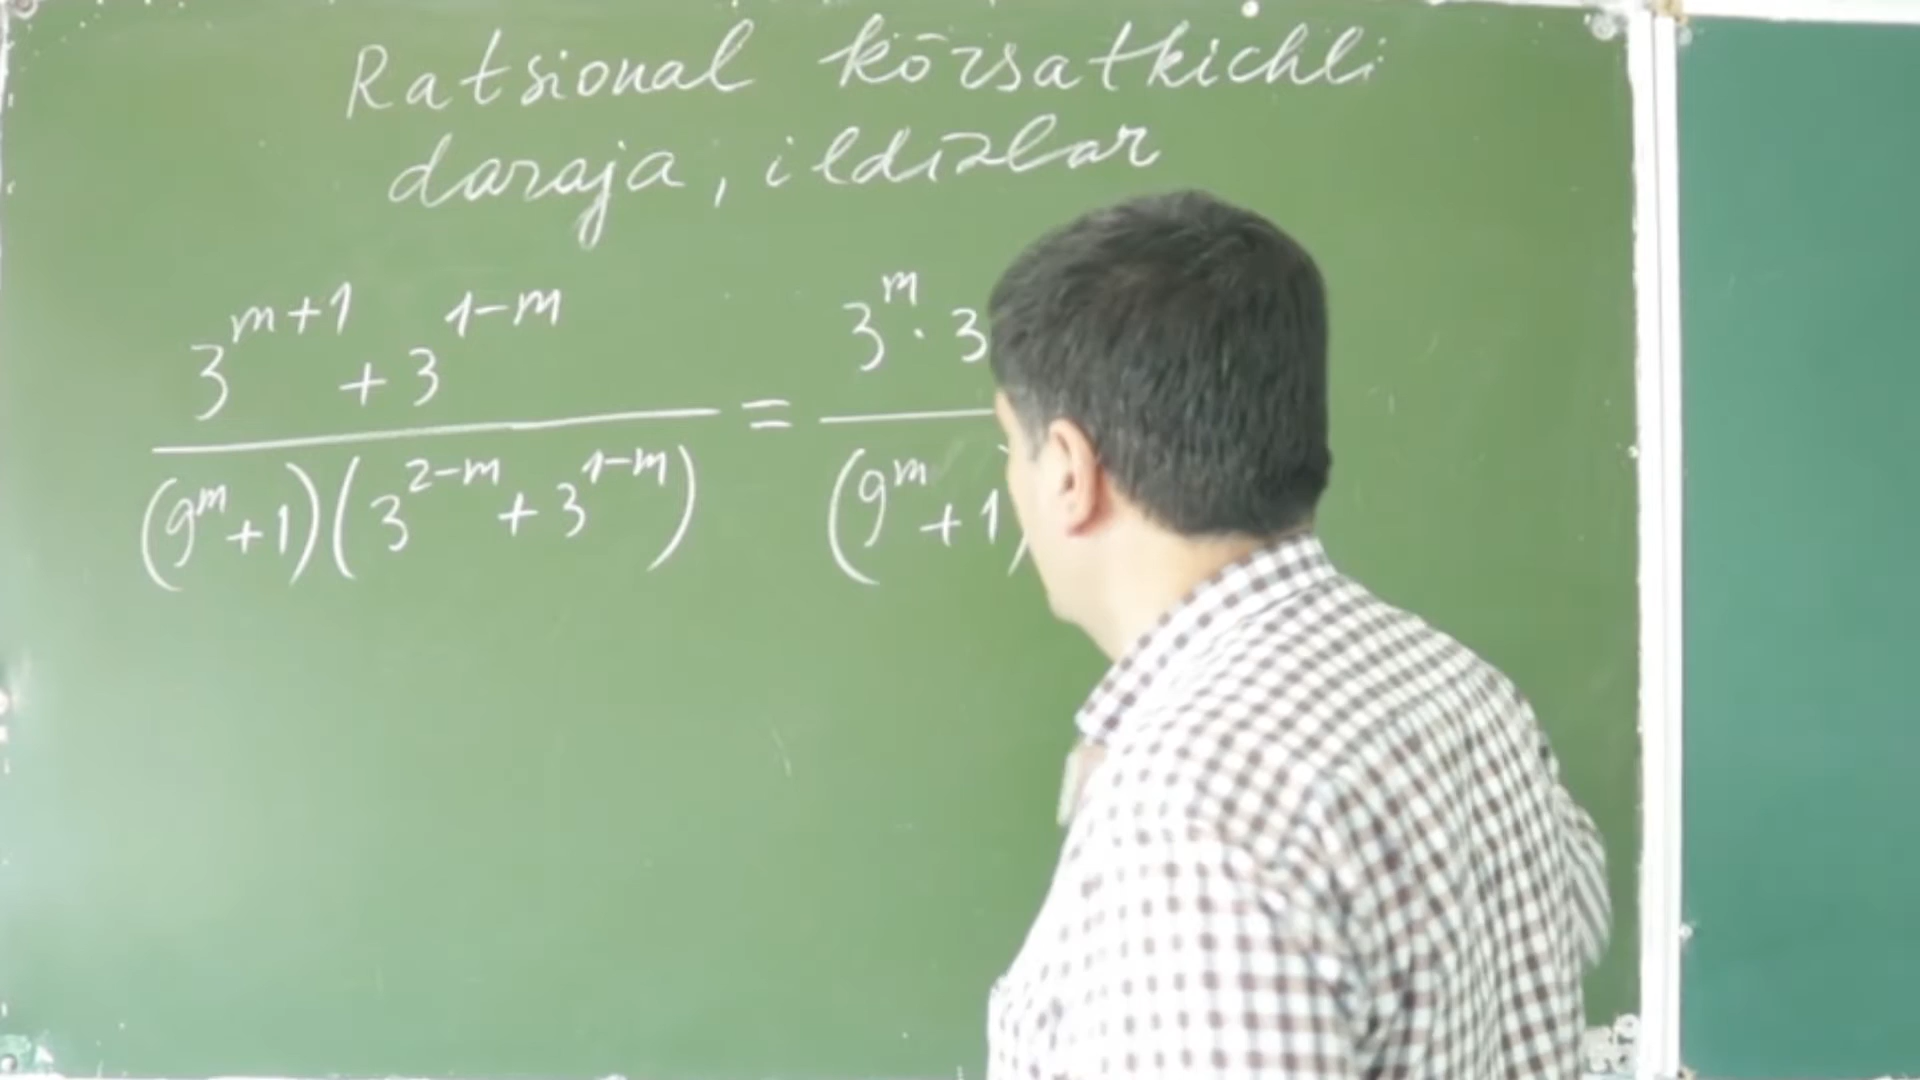 Ratsional kōrsatkichli
daraja, ildizlar
3^{m+1} + 3^{1-m} / (9^m + 1)(3^{2-m} + 3^{1-m}) = 3^m · 3 / (9^m + 1)